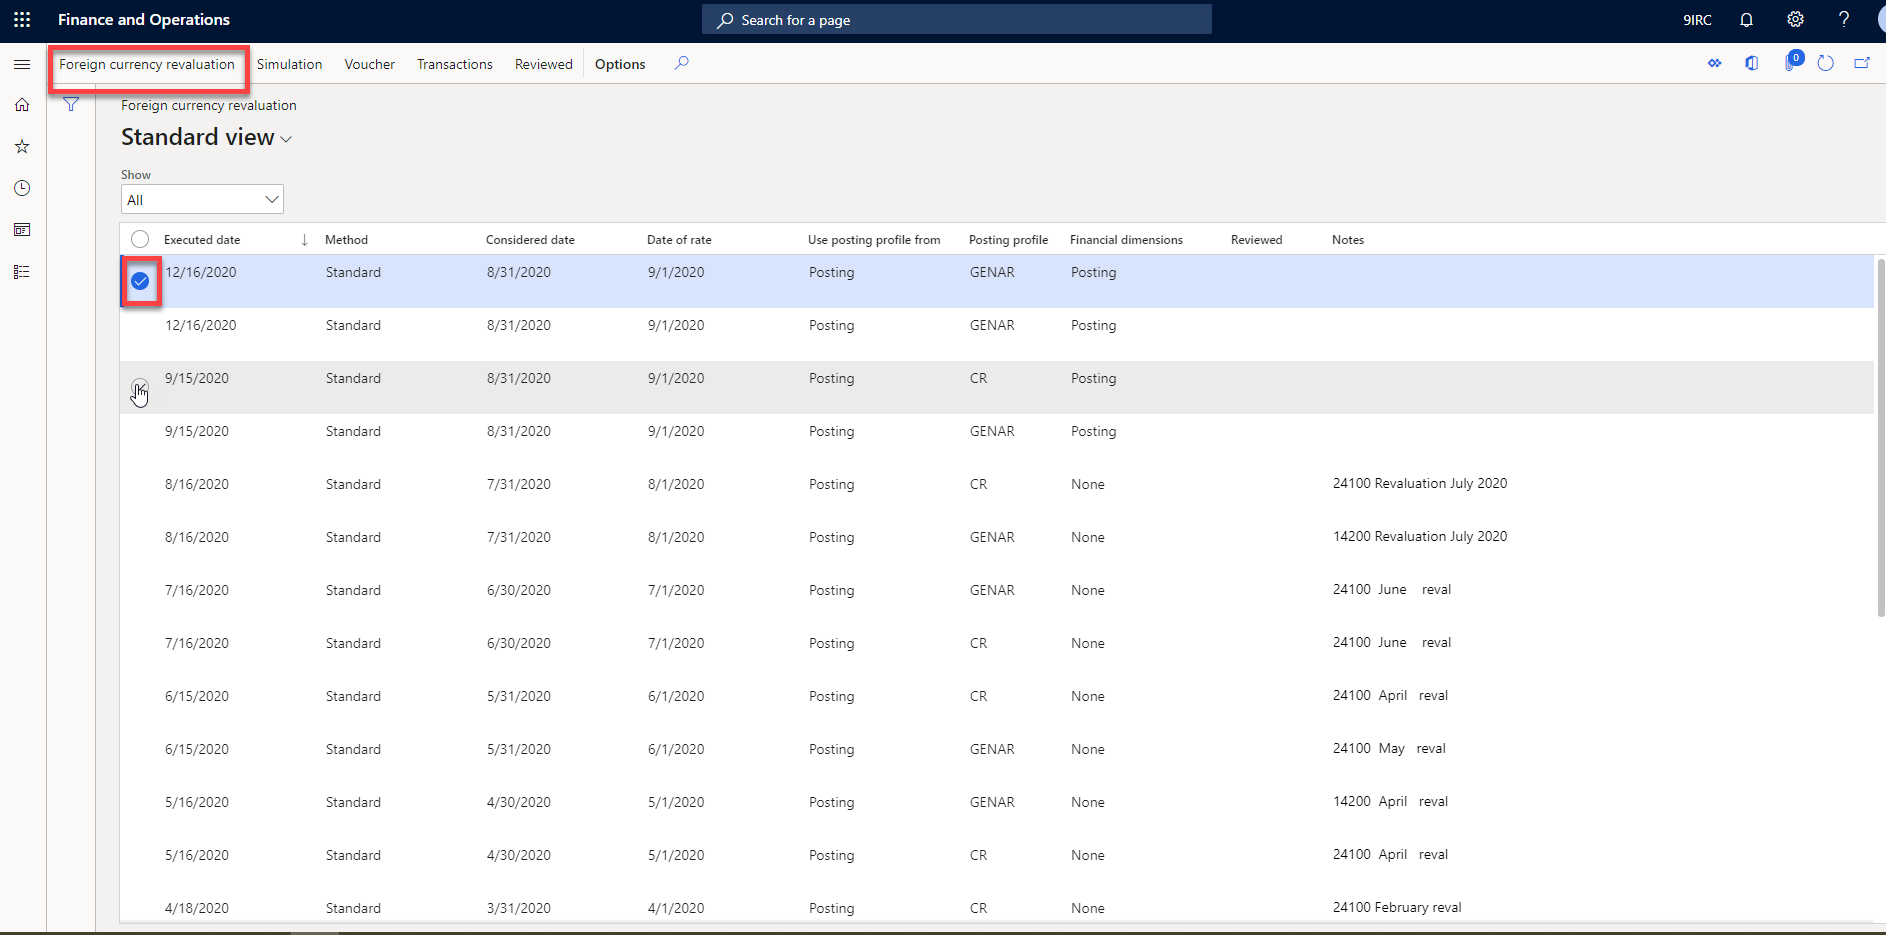 Finance and Operations Search for a page 9IRC ?
Foreign currency revaluation Simulation Voucher Transactions Reviewed Options 0
Foreign currency revaluation
Standard view
Show
All
Executed date Method Considered date Date of rate Use posting profile from Posting profile Financial dimensions Reviewed Notes
12/16/2020 Standard 8/31/2020 9/1/2020 Posting GENAR Posting
12/16/2020 Standard 8/31/2020 9/1/2020 Posting GENAR Posting
9/15/2020 Standard 8/31/2020 9/1/2020 Posting CR Posting
9/15/2020 Standard 8/31/2020 9/1/2020 Posting GENAR Posting
8/16/2020 Standard 7/31/2020 8/1/2020 Posting CR None 24100 Revaluation July 2020
8/16/2020 Standard 7/31/2020 8/1/2020 Posting GENAR None 14200 Revaluation July 2020
7/16/2020 Standard 6/30/2020 7/1/2020 Posting GENAR None 24100 June reval
7/16/2020 Standard 6/30/2020 7/1/2020 Posting CR None 24100 June reval
6/15/2020 Standard 5/31/2020 6/1/2020 Posting CR None 24100 April reval
6/15/2020 Standard 5/31/2020 6/1/2020 Posting GENAR None 24100 May reval
5/16/2020 Standard 4/30/2020 5/1/2020 Posting GENAR None 14200 April reval
5/16/2020 Standard 4/30/2020 5/1/2020 Posting CR None 24100 April reval
4/18/2020 Standard 3/31/2020 4/1/2020 Posting CR None 24100 February reval